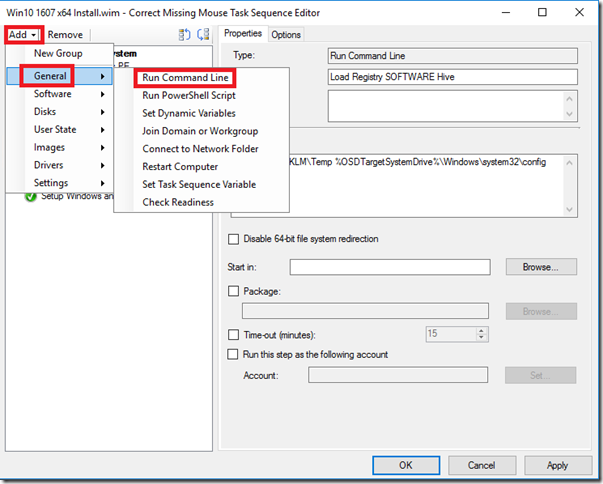 Win10 1607 x64 Install.wim - Correct Missing Mouse Task Sequence Editor
Add Remove
New Group
General
Software
Disks
User State
Images
Drivers
Settings
Run Command Line
Run PowerShell Script
Set Dynamic Variables
Join Domain or Workgroup
Connect to Network Folder
Restart Computer
Set Task Sequence Variable
Check Readiness
ystem
PE
Setup Windows an
Properties Options
Type: Run Command Line
Load Registry SOFTWARE Hive
KLM\Temp %OSDTargetSystemDrive%\Windows\system32\config
Disable 64-bit file system redirection
Start in: Browse...
Package:
Browse...
Time-out (minutes): 15
Run this step as the following account
Account: Set...
OK Cancel Apply